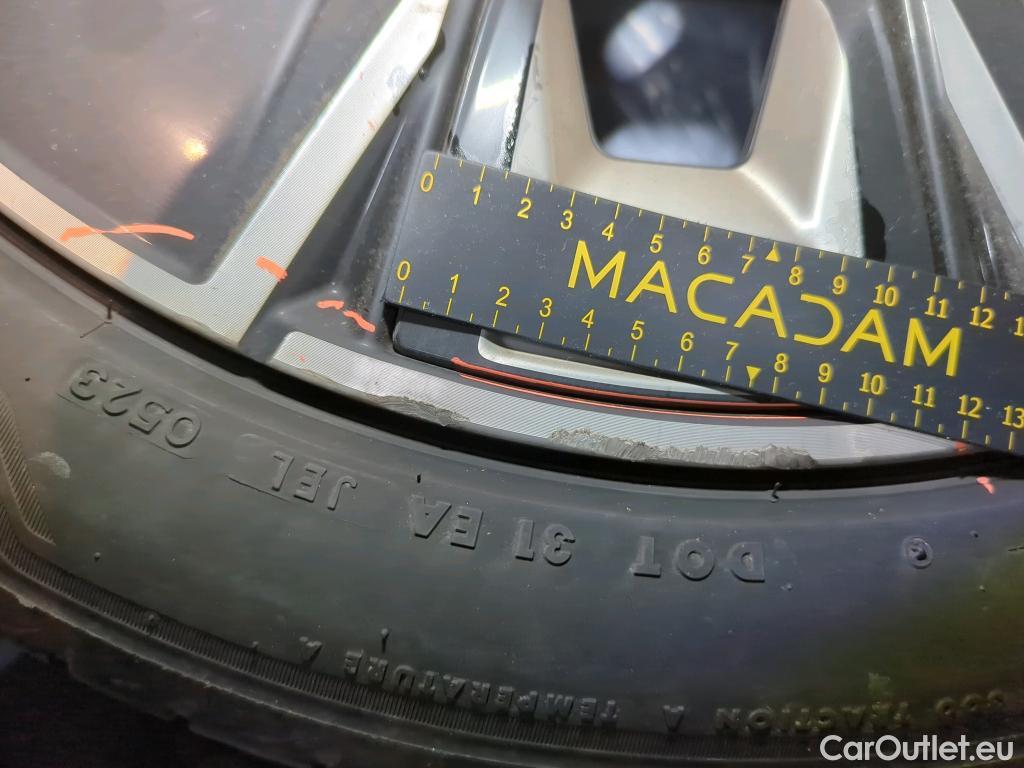 0 1 2 3 4 5 6 7 8 9 10 11 12
MACACAM
0 1 2 3 4 5 6 7 8 9 10 11 12 13
DOT 31 EA JEL 0523
TRACTION A TEMPERATURE A
CarOutlet.eu